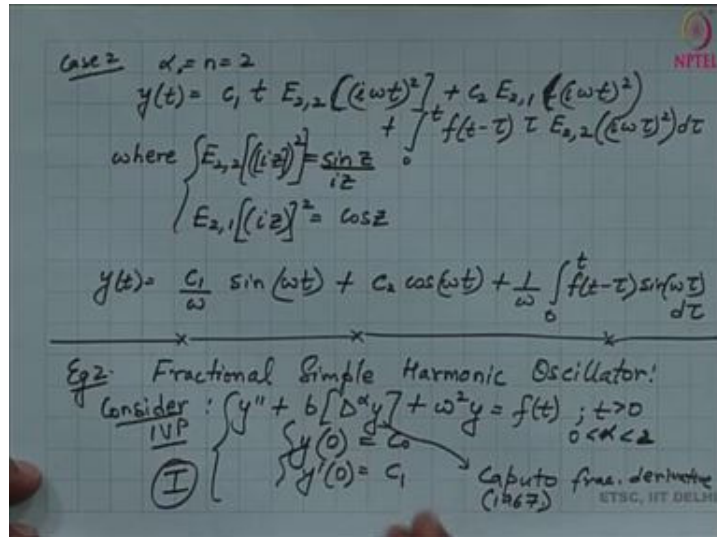 NPTEL
Case 2 α = n = 2
y(t) = c₁ t E₂,₂[(iωt)²] + c₂ E₂,₁((iωt)²)
+ ∫₀ᵗ f(t-τ) τ E₂,₂((iωτ)²) dτ
where { E₂,₂[(iz)²] = sin z / iz
E₂,₁[(iz)]² = cos z
y(t) = c₁/ω sin(ωt) + c₂ cos(ωt) + 1/ω ∫₀ᵗ f(t-τ) sin(ωτ) dτ
Eg 2. Fractional Simple Harmonic Oscillator:
Consider : { y'' + b[D^α y] + ω²y = f(t) ; t>0
IVP { y(0) = c₀ 0<α<2
I y'(0) = c₁ Caputo frac. derivative
(1967)
ETSC, IIT DELHI